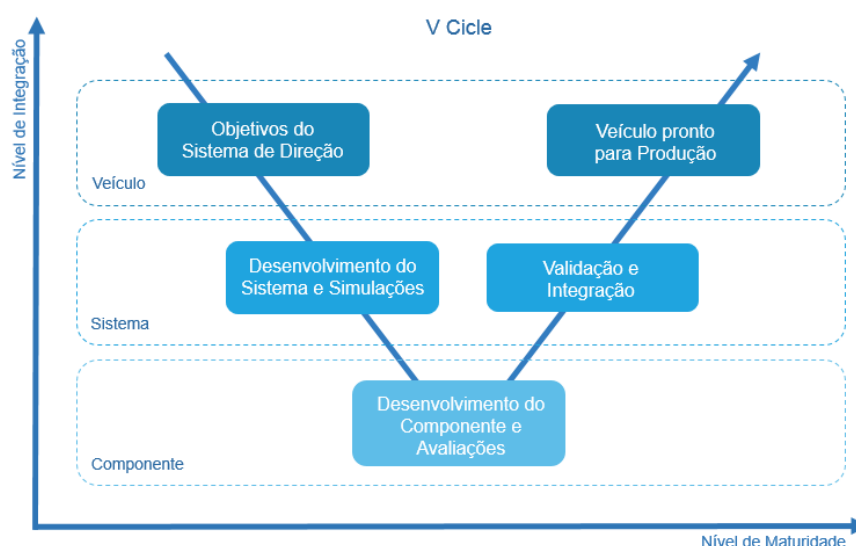 V Cicle
Nível de Integração
Objetivos do
Sistema de Direção
Veículo pronto
para Produção
Veículo
Desenvolvimento do
Sistema e Simulações
Validação e
Integração
Sistema
Desenvolvimento do
Componente e
Avaliações
Componente
Nível de Maturidade